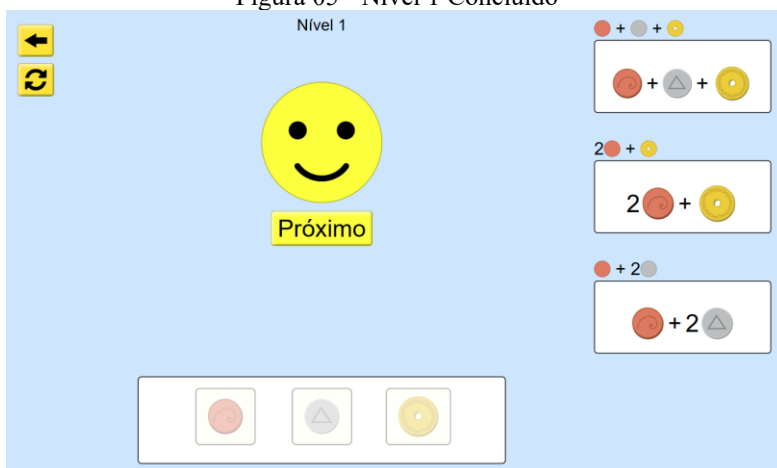 Figura 05 - Nível 1 Concluído
Nível 1
Próximo
+ +
+ +
2 +
2 +
+ 2
+ 2